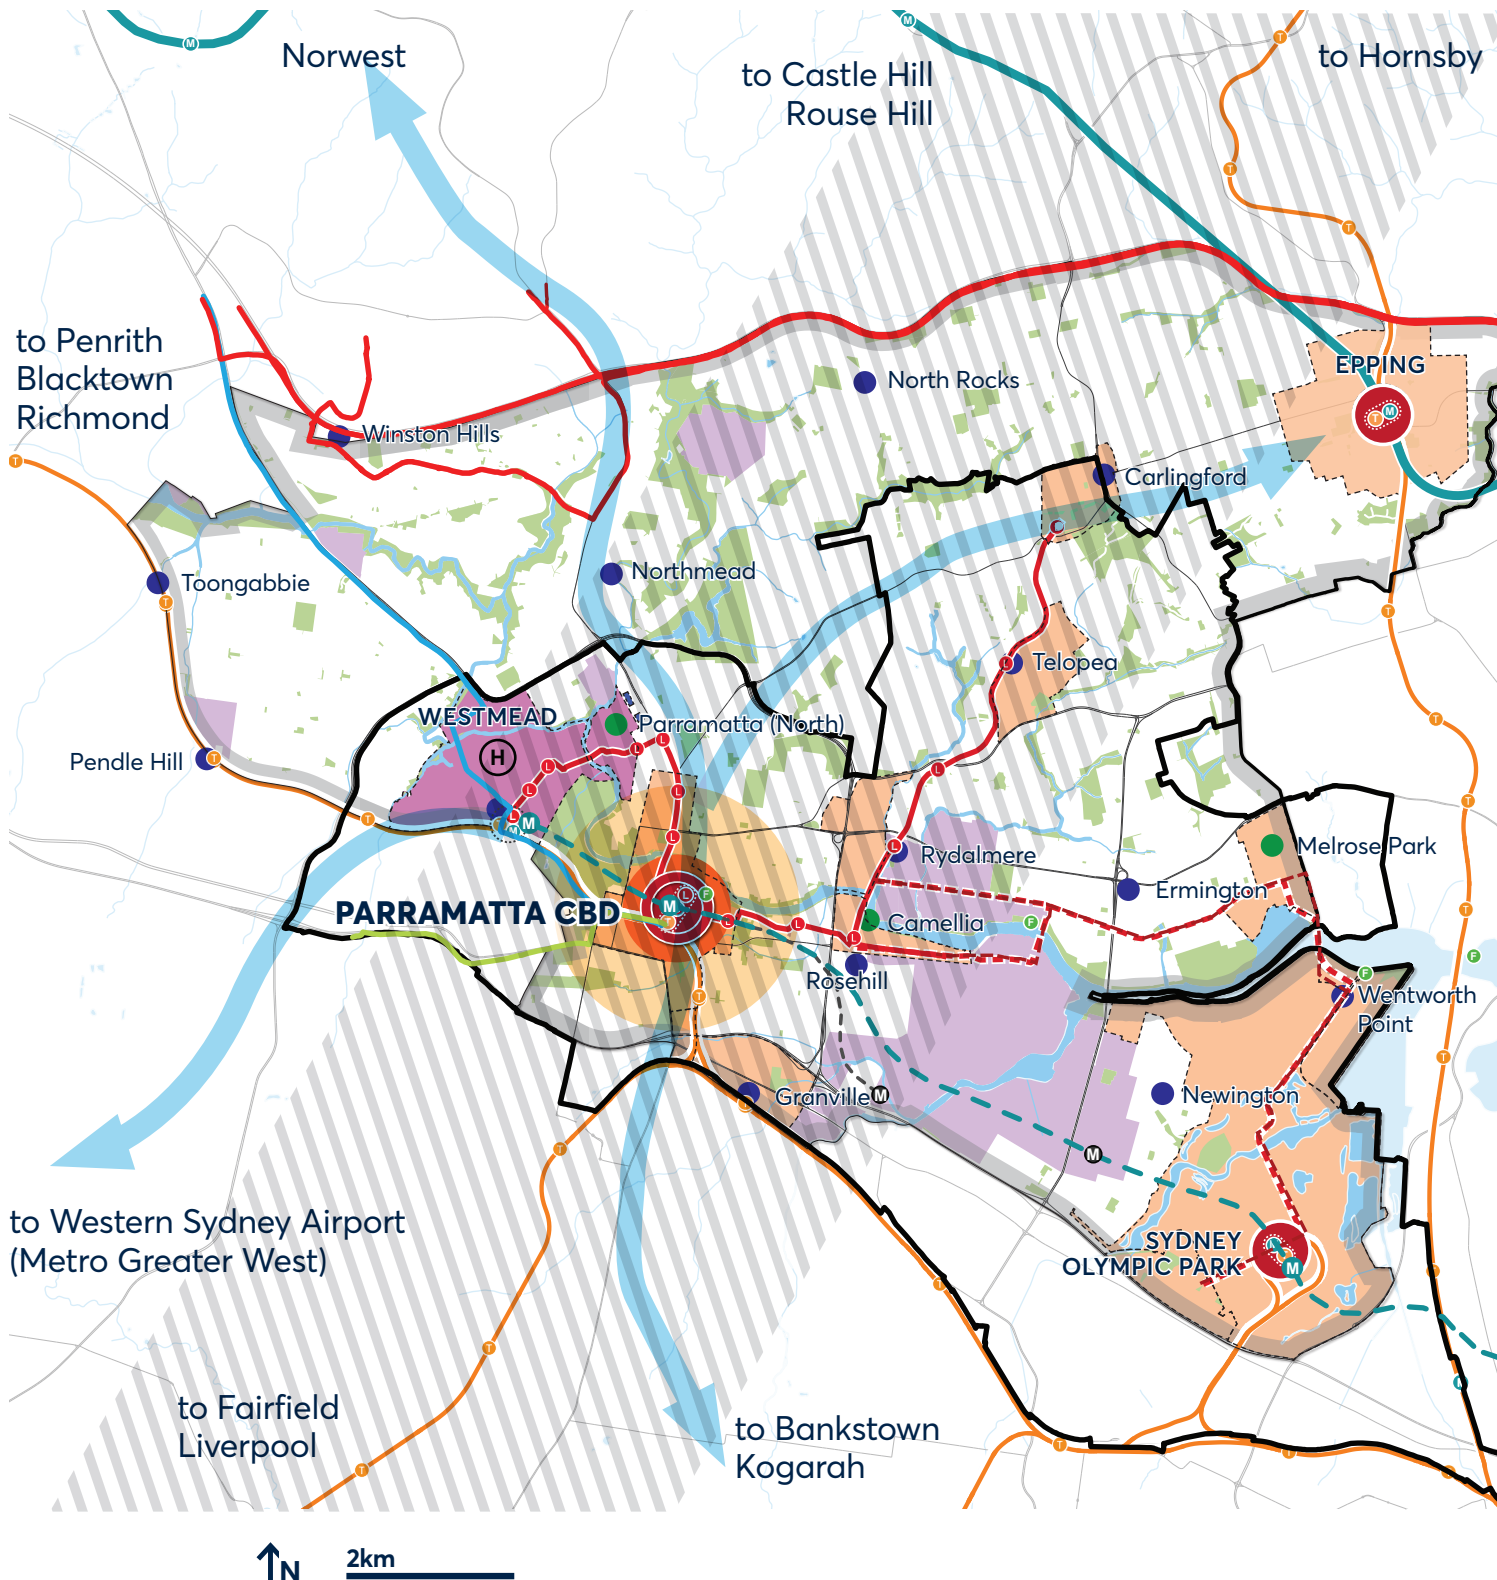 Norwest
to Castle Hill
Rouse Hill
to Hornsby
to Penrith
Blacktown
Richmond
EPPING
North Rocks
Winston Hills
Carlingford
Northmead
Toongabbie
Telopea
WESTMEAD
Parramatta (North)
H
Pendle Hill
Melrose Park
Rydalmere
Ermington
PARRAMATTA CBD
Camellia
Rosehill
Wentworth
Point
Granville
Newington
to Western Sydney Airport
(Metro Greater West)
SYDNEY
OLYMPIC PARK
to Fairfield
Liverpool
to Bankstown
Kogarah
N
2km